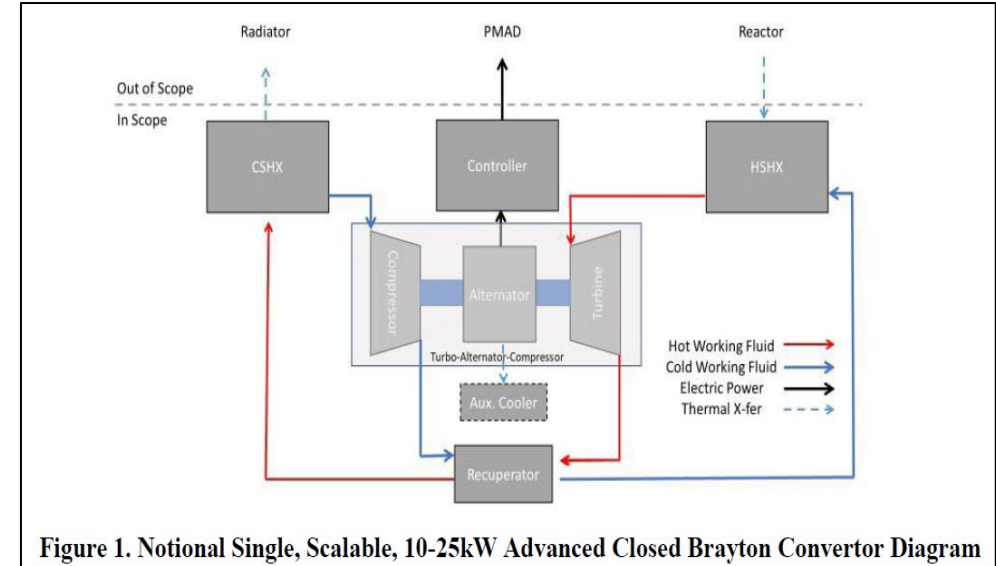 Radiator
PMAD
Reactor
Out of Scope
In Scope
CSHX
Controller
HSHX
Compressor
Alternator
Turbine
Turbo-Alternator-Compressor
Aux. Cooler
Recuperator
Hot Working Fluid
Cold Working Fluid
Electric Power
Thermal X-fer
Figure 1. Notional Single, Scalable, 10-25kW Advanced Closed Brayton Convertor Diagram